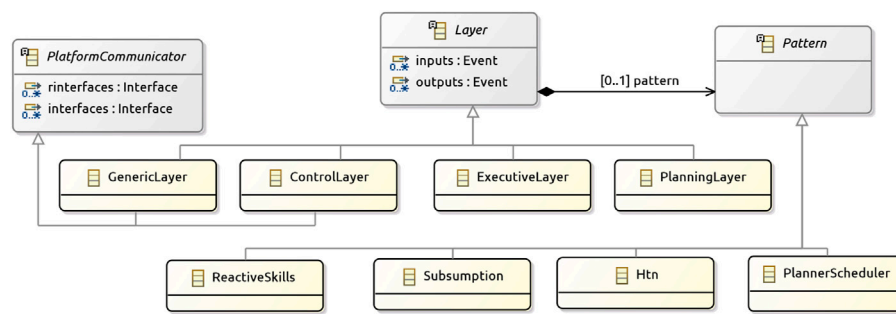 PlatformCommunicator
0..* rinterfaces : Interface
0..* interfaces : Interface
Layer
0..* inputs : Event
0..* outputs : Event
[0..1] pattern
Pattern
GenericLayer
ControlLayer
ExecutiveLayer
PlanningLayer
ReactiveSkills
Subsumption
Htn
PlannerScheduler